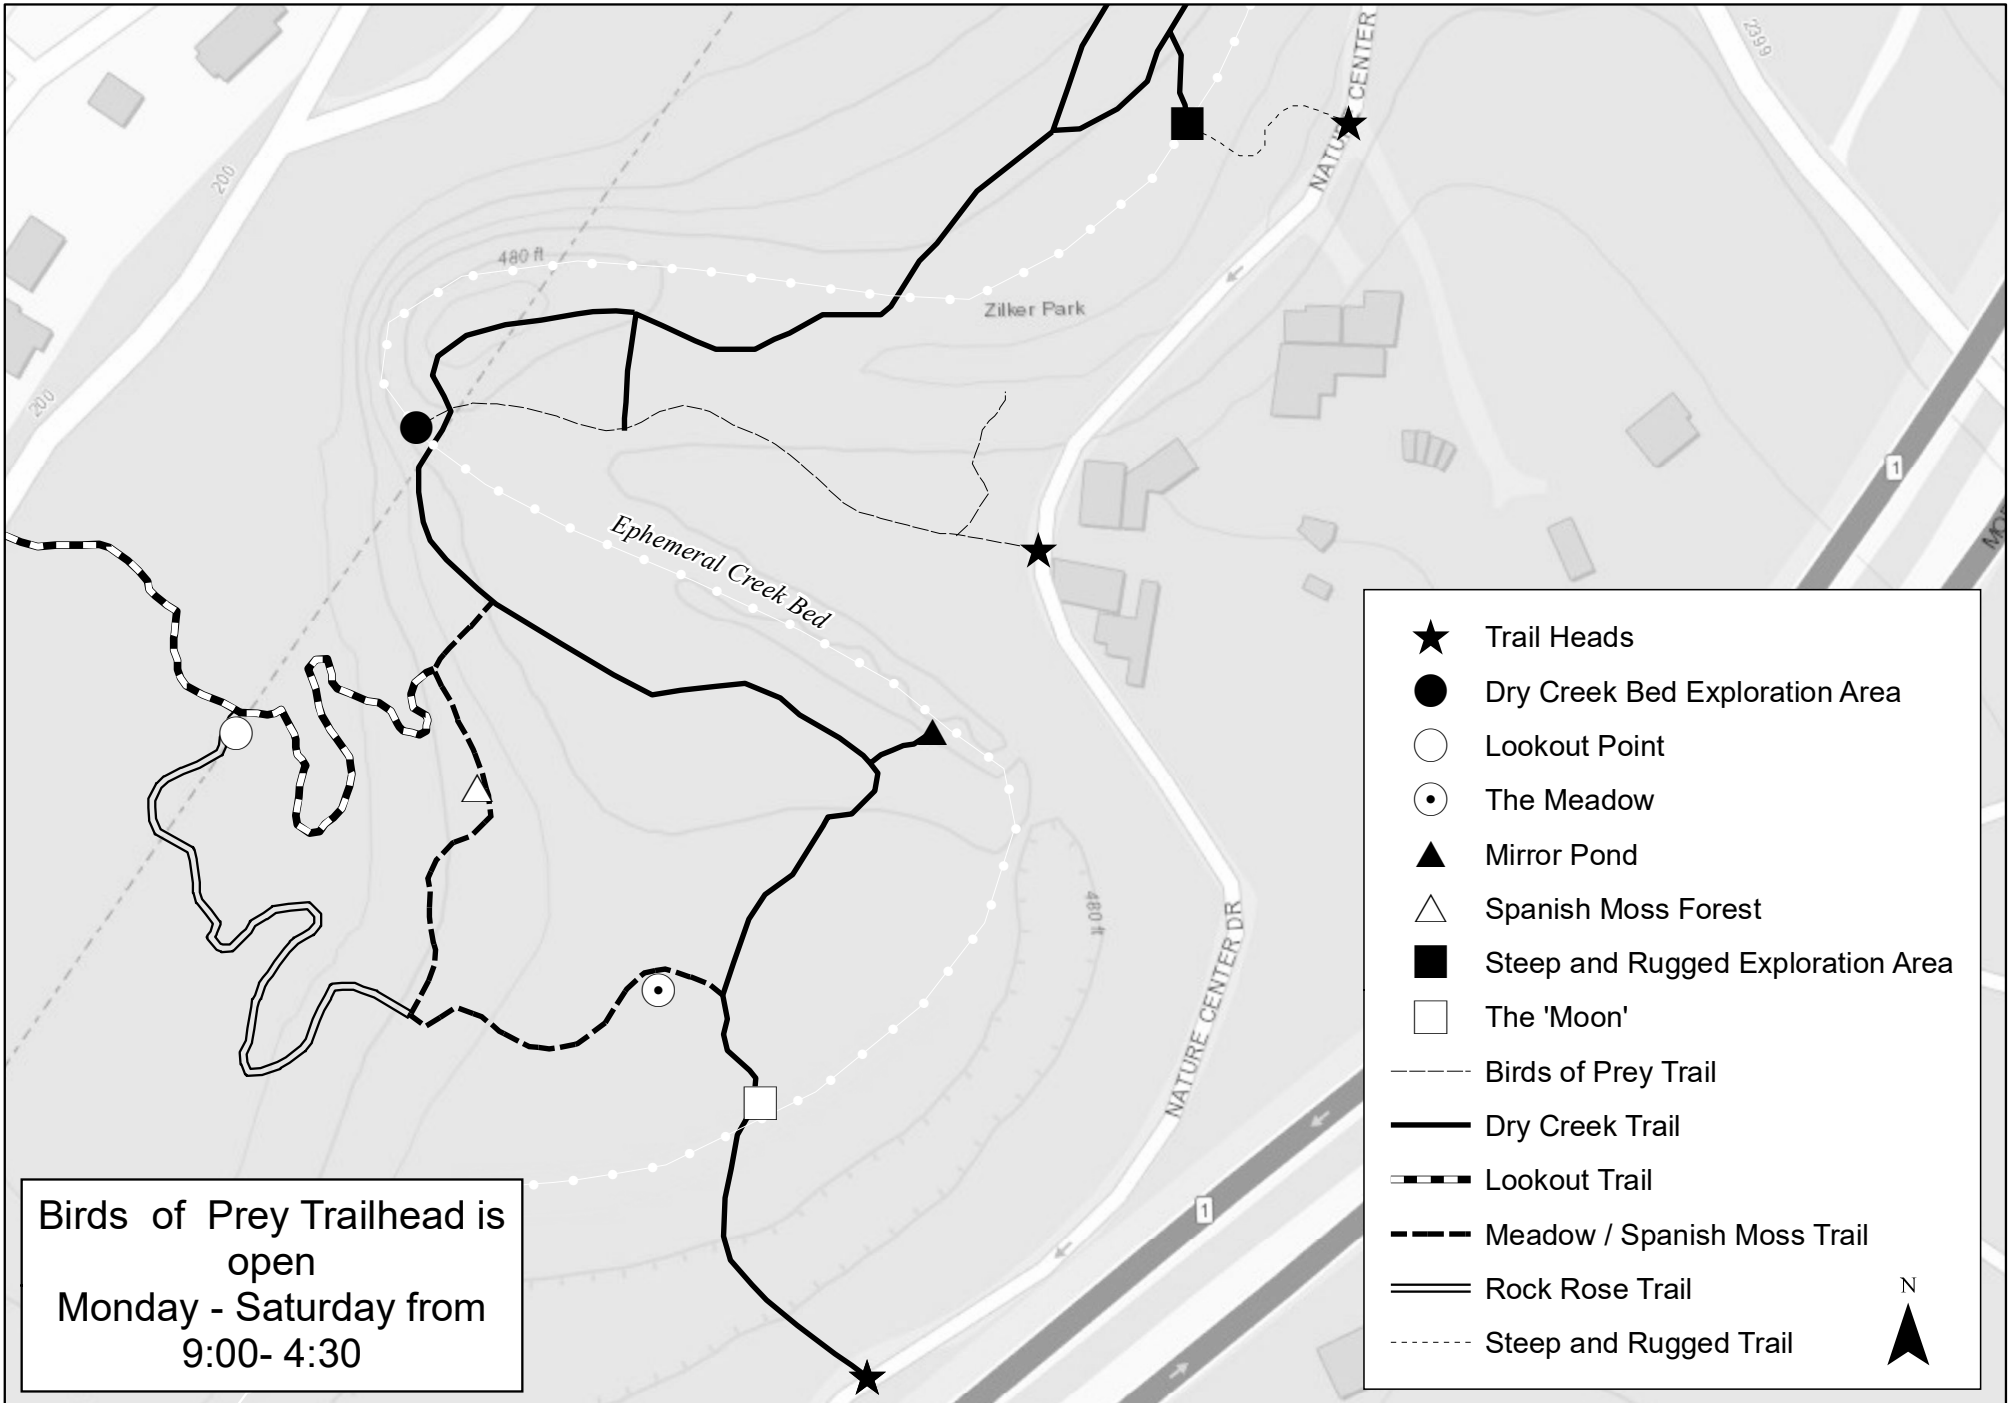 NATURE CENTER
2399
200
480 ft
Zilker Park
200
1
Ephemeral Creek Bed
480 ft
NATURE CENTER DR
1
Trail Heads
Dry Creek Bed Exploration Area
Lookout Point
The Meadow
Mirror Pond
Spanish Moss Forest
Steep and Rugged Exploration Area
The 'Moon'
Birds of Prey Trail
Dry Creek Trail
Lookout Trail
Meadow / Spanish Moss Trail
Rock Rose Trail
Steep and Rugged Trail
N
Birds of Prey Trailhead is
open
Monday - Saturday from
9:00- 4:30